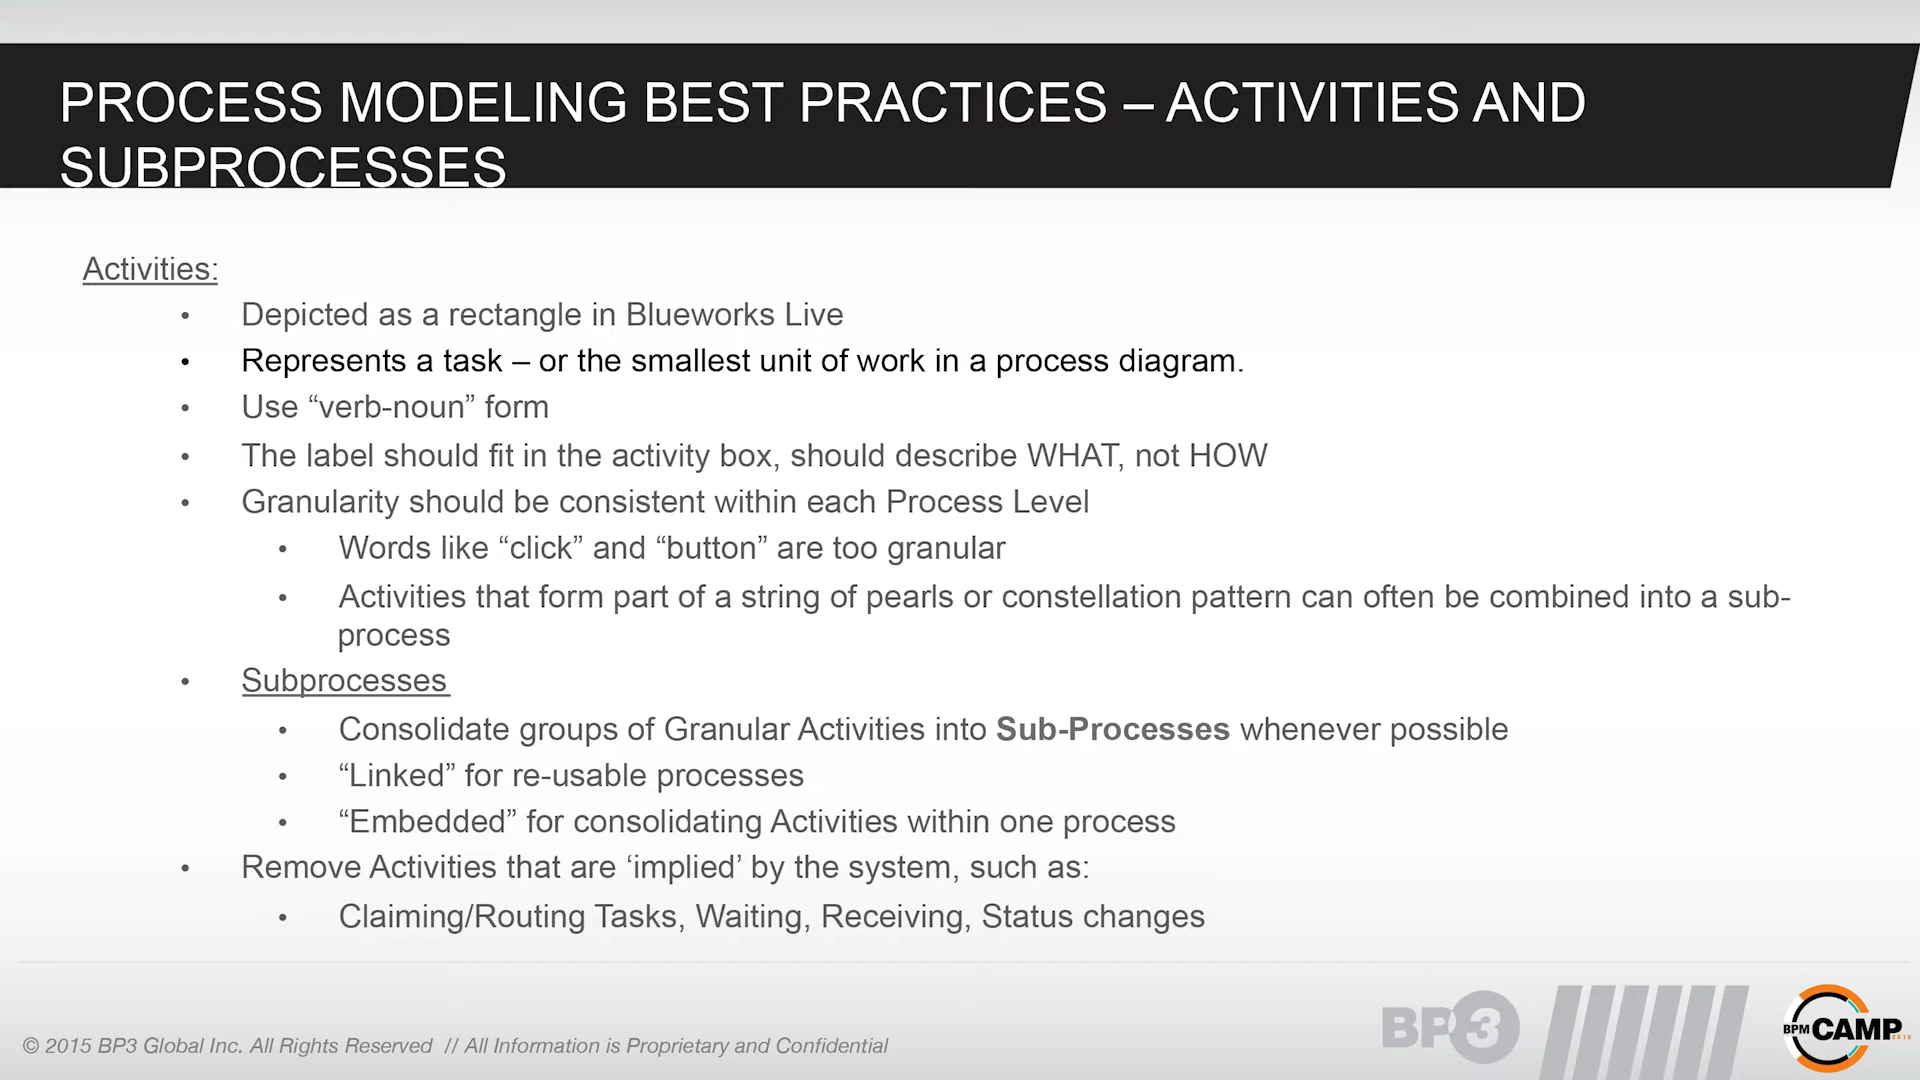 PROCESS MODELING BEST PRACTICES – ACTIVITIES AND
SUBPROCESSES
Activities:
• Depicted as a rectangle in Blueworks Live
• Represents a task – or the smallest unit of work in a process diagram.
• Use “verb-noun” form
• The label should fit in the activity box, should describe WHAT, not HOW
• Granularity should be consistent within each Process Level
• Words like “click” and “button” are too granular
• Activities that form part of a string of pearls or constellation pattern can often be combined into a sub-
process
• Subprocesses
• Consolidate groups of Granular Activities into Sub-Processes whenever possible
• “Linked” for re-usable processes
• “Embedded” for consolidating Activities within one process
• Remove Activities that are ‘implied’ by the system, such as:
• Claiming/Routing Tasks, Waiting, Receiving, Status changes
© 2015 BP3 Global Inc. All Rights Reserved // All Information is Proprietary and Confidential
BP3
BPM CAMP